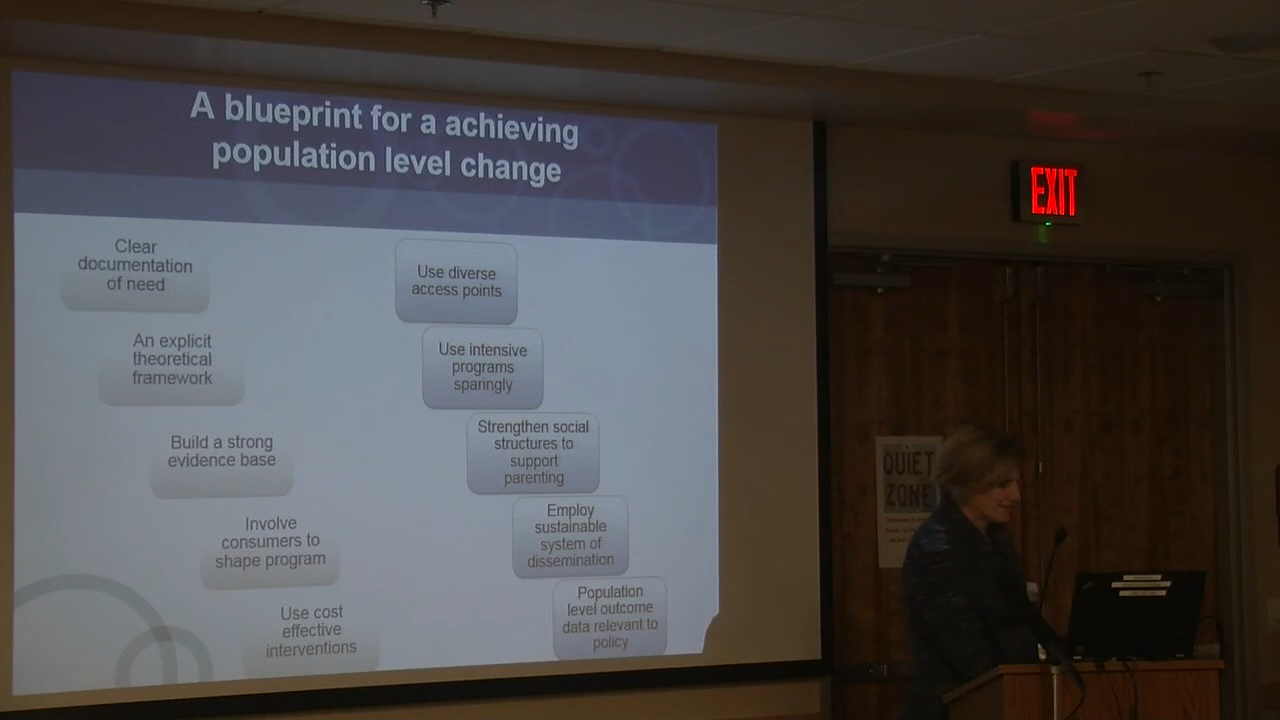 A blueprint for a achieving
population level change
Clear
documentation
of need
An explicit
theoretical
framework
Build a strong
evidence base
Involve
consumers to
shape program
Use cost
effective
interventions
Use diverse
access points
Use intensive
programs
sparingly
Strengthen social
structures to
support
parenting
Employ
sustainable
system of
dissemination
Population
level outcome
data relevant to
policy
EXIT
QUIET
ZONE